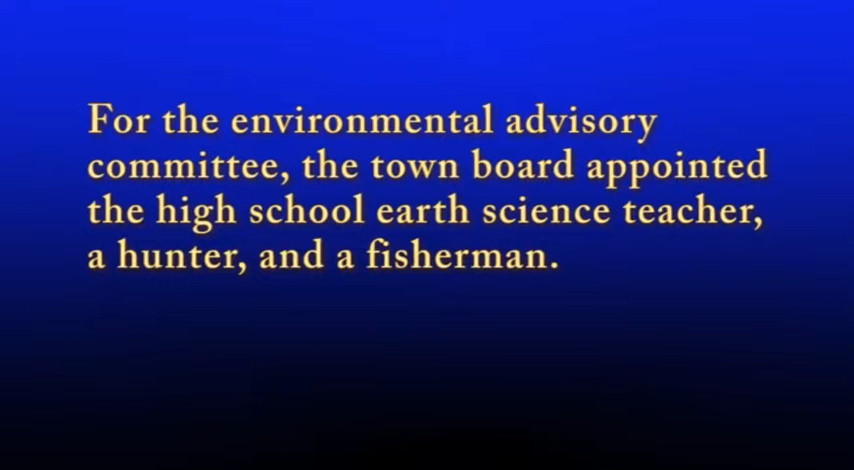 For the environmental advisory
committee, the town board appointed
the high school earth science teacher,
a hunter, and a fisherman.